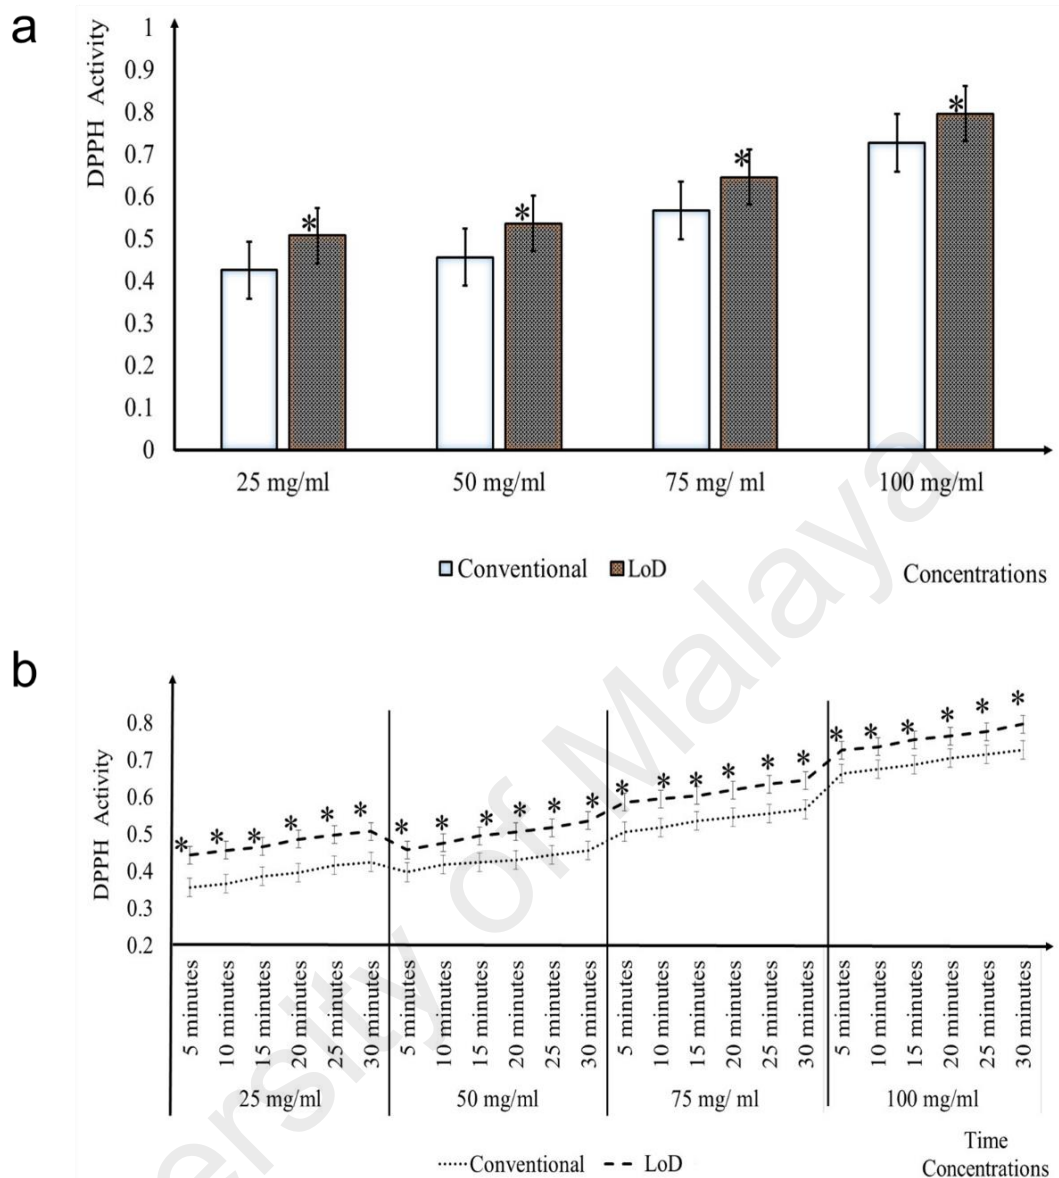 a
DPPH Activity
1
0.9
0.8
0.7
0.6
0.5
0.4
0.3
0.2
0.1
0
* * * *
25 mg/ml 50 mg/ml 75 mg/ ml 100 mg/ml
Conventional LoD
Concentrations
b
DPPH Activity
0.8
0.7
0.6
0.5
0.4
0.3
0.2
* * * * * * * * * * * * * * * * * * * * * * * *
5 minutes
10 minutes
15 minutes
20 minutes
25 minutes
30 minutes
5 minutes
10 minutes
15 minutes
20 minutes
25 minutes
30 minutes
5 minutes
10 minutes
15 minutes
20 minutes
25 minutes
30 minutes
5 minutes
10 minutes
15 minutes
20 minutes
25 minutes
30 minutes
25 mg/ml 50 mg/ml 75 mg/ ml 100 mg/ml
Time
Concentrations
Conventional LoD
ersity of Malaya